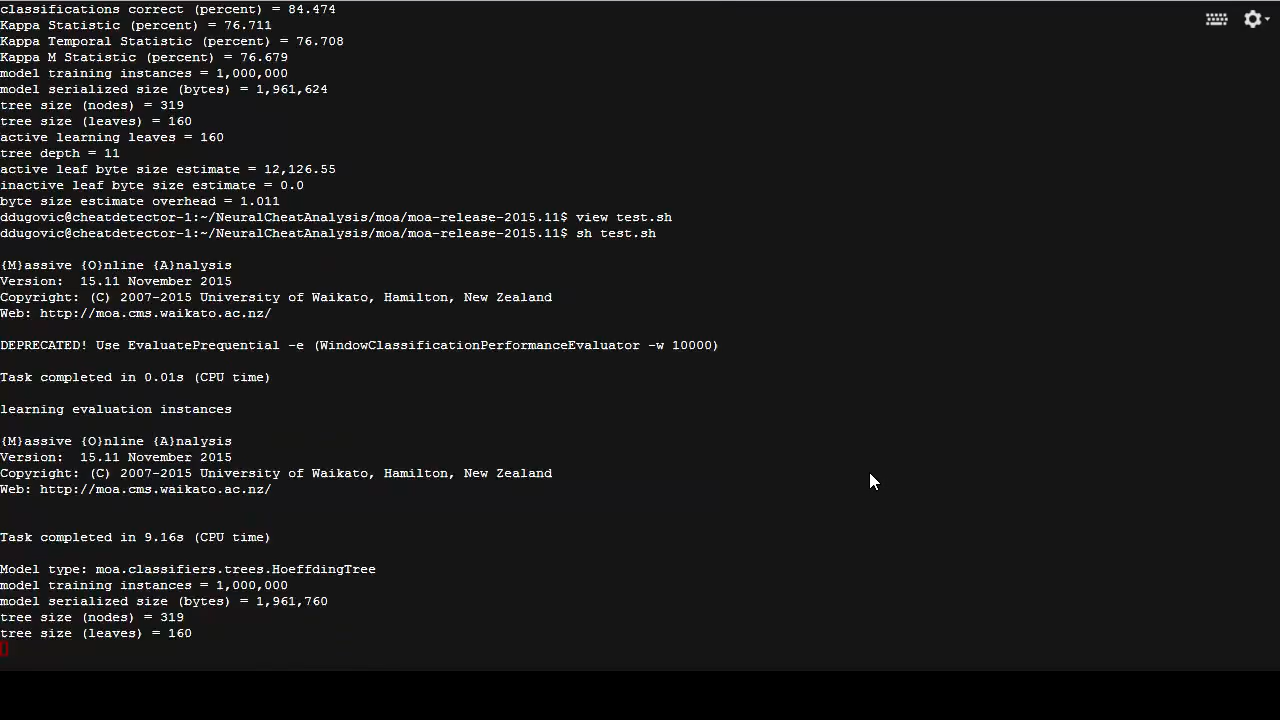 classifications correct (percent) = 84.474
Kappa Statistic (percent) = 76.711
Kappa Temporal Statistic (percent) = 76.708
Kappa M Statistic (percent) = 76.679
model training instances = 1,000,000
model serialized size (bytes) = 1,961,624
tree size (nodes) = 319
tree size (leaves) = 160
active learning leaves = 160
tree depth = 11
active leaf byte size estimate = 12,126.55
inactive leaf byte size estimate = 0.0
byte size estimate overhead = 1.011
ddugovic@cheatdetector-1:~/NeuralCheatAnalysis/moa/moa-release-2015.11$ view test.sh
ddugovic@cheatdetector-1:~/NeuralCheatAnalysis/moa/moa-release-2015.11$ sh test.sh
{M}assive {O}nline {A}nalysis
Version:  15.11 November 2015
Copyright: (C) 2007-2015 University of Waikato, Hamilton, New Zealand
Web: http://moa.cms.waikato.ac.nz/
DEPRECATED! Use EvaluatePrequential -e (WindowClassificationPerformanceEvaluator -w 10000)
Task completed in 0.01s (CPU time)
learning evaluation instances
{M}assive {O}nline {A}nalysis
Version:  15.11 November 2015
Copyright: (C) 2007-2015 University of Waikato, Hamilton, New Zealand
Web: http://moa.cms.waikato.ac.nz/
Task completed in 9.16s (CPU time)
Model type: moa.classifiers.trees.HoeffdingTree
model training instances = 1,000,000
model serialized size (bytes) = 1,961,760
tree size (nodes) = 319
tree size (leaves) = 160